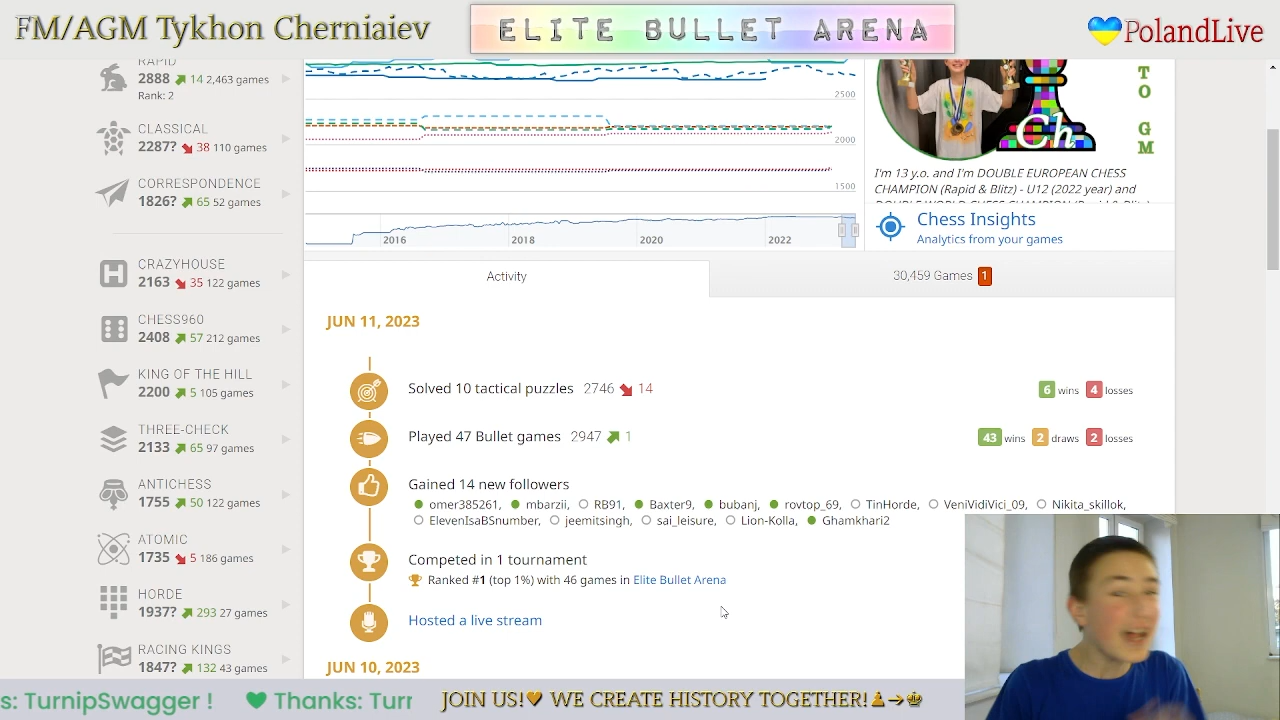 FM/AGM Tykhon Cherniaiev
ELITE BULLET ARENA
PolandLive
RAPID
2888 14 2,463 games
Rank: 2
CLASSICAL
2287? 38 110 games
CORRESPONDENCE
1826? 65 52 games
CRAZYHOUSE
2163 35 122 games
CHESS960
2408 57 212 games
KING OF THE HILL
2200 5 105 games
THREE-CHECK
2133 65 97 games
ANTICHESS
1755 50 122 games
ATOMIC
1735 5 186 games
HORDE
1937? 293 27 games
RACING KINGS
1847? 132 43 games
2500
2000
1500
2016 2018 2020 2022
Ch
TO
GM
I'm 13 y.o. and I'm DOUBLE EUROPEAN CHESS
CHAMPION (Rapid & Blitz) - U12 (2022 year) and
DOUBLE WORLD CHESS CHAMPION (Rapid & Blitz)
Chess Insights
Analytics from your games
Activity
30,459 Games 1
JUN 11, 2023
Solved 10 tactical puzzles 2746 14
6 wins 4 losses
Played 47 Bullet games 2947 1
43 wins 2 draws 2 losses
Gained 14 new followers
omer385261, mbarzii, RB91, Baxter9, bubanj, rovtop_69, TinHorde, VeniVidiVici_09, Nikita_skillok,
ElevenIsaBSnumber, jeemitsingh, sai_leisure, Lion-Kolla, Ghamkhari2
Competed in 1 tournament
Ranked #1 (top 1%) with 46 games in Elite Bullet Arena
Hosted a live stream
JUN 10, 2023
s: TurnipSwagger ! Thanks: Turr
JOIN US! WE CREATE HISTORY TOGETHER!